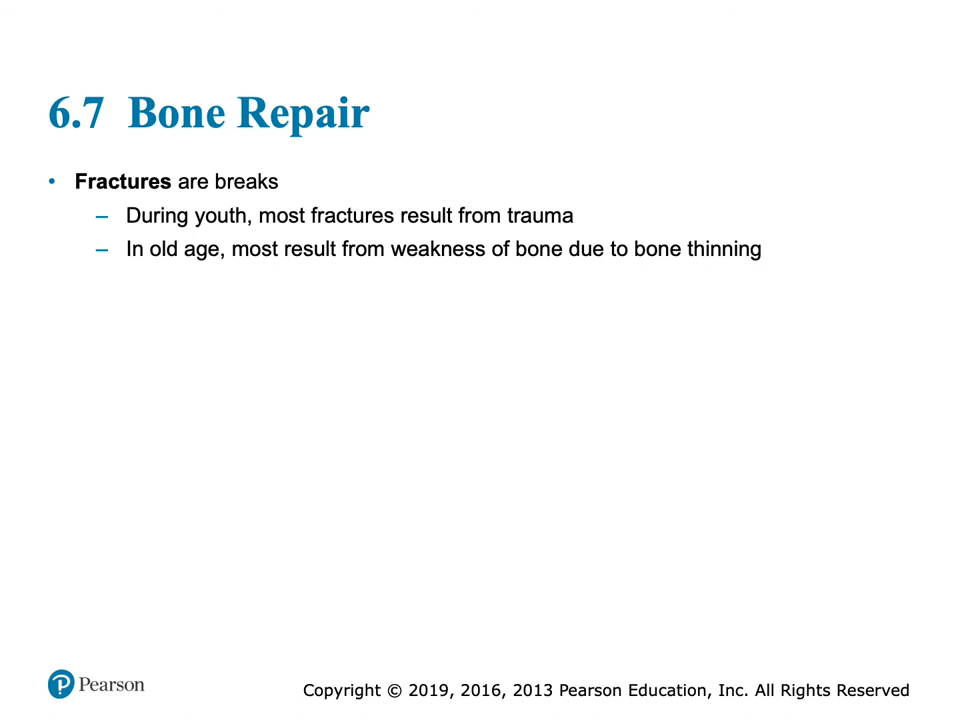 6.7 Bone Repair
• Fractures are breaks
– During youth, most fractures result from trauma
– In old age, most result from weakness of bone due to bone thinning
Pearson
Copyright © 2019, 2016, 2013 Pearson Education, Inc. All Rights Reserved